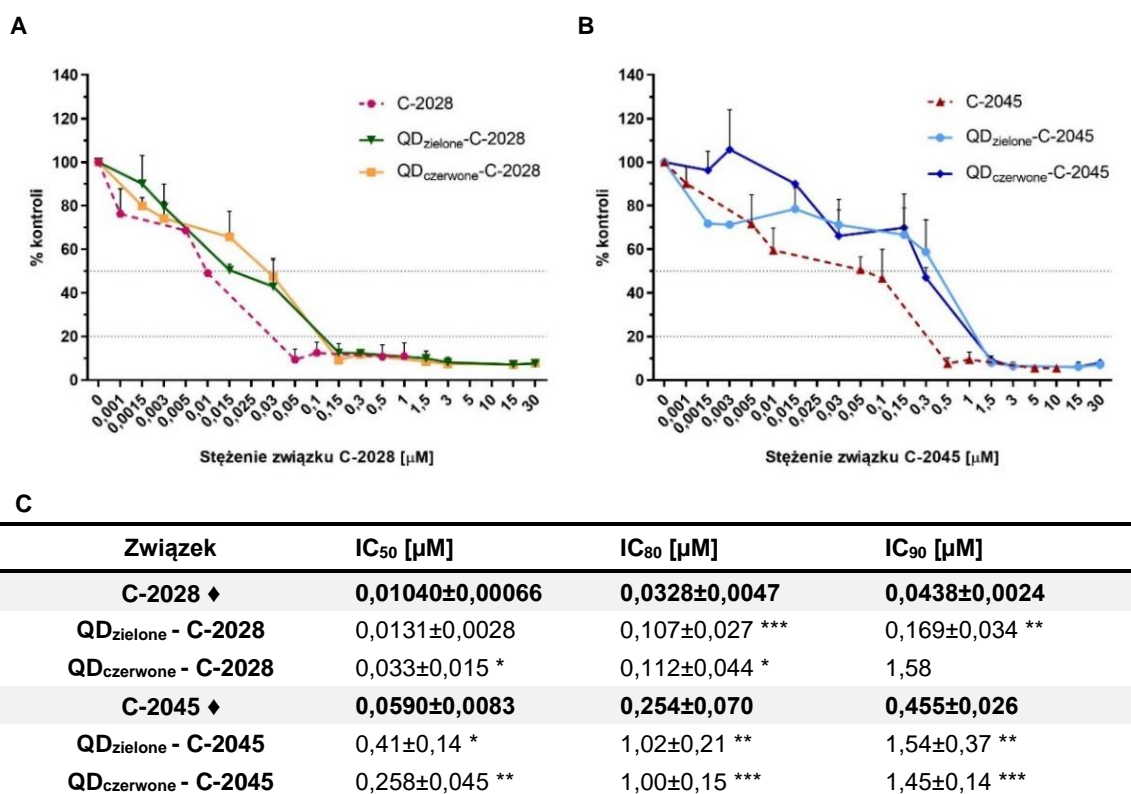 A
B
140
120
100
80
60
40
20
0
% kontroli
C-2028
QDzielone-C-2028
QDczerwone-C-2028
0 0,001 0,0015 0,003 0,005 0,01 0,015 0,025 0,03 0,05 0,1 0,15 0,3 0,5 1 1,5 3 5 10 15 30
Stężenie związku C-2028 [µM]
140
120
100
80
60
40
20
0
% kontroli
C-2045
QDzielone-C-2045
QDczerwone-C-2045
0 0,001 0,0015 0,003 0,005 0,01 0,015 0,025 0,03 0,05 0,1 0,15 0,3 0,5 1 1,5 3 5 10 15 30
Stężenie związku C-2045 [µM]
C
Związek IC50 [µM] IC80 [µM] IC90 [µM]
C-2028 ♦ 0,01040±0,00066 0,0328±0,0047 0,0438±0,0024
QDzielone - C-2028 0,0131±0,0028 0,107±0,027 *** 0,169±0,034 **
QDczerwone - C-2028 0,033±0,015 * 0,112±0,044 * 1,58
C-2045 ♦ 0,0590±0,0083 0,254±0,070 0,455±0,026
QDzielone - C-2045 0,41±0,14 * 1,02±0,21 ** 1,54±0,37 **
QDczerwone - C-2045 0,258±0,045 ** 1,00±0,15 *** 1,45±0,14 ***